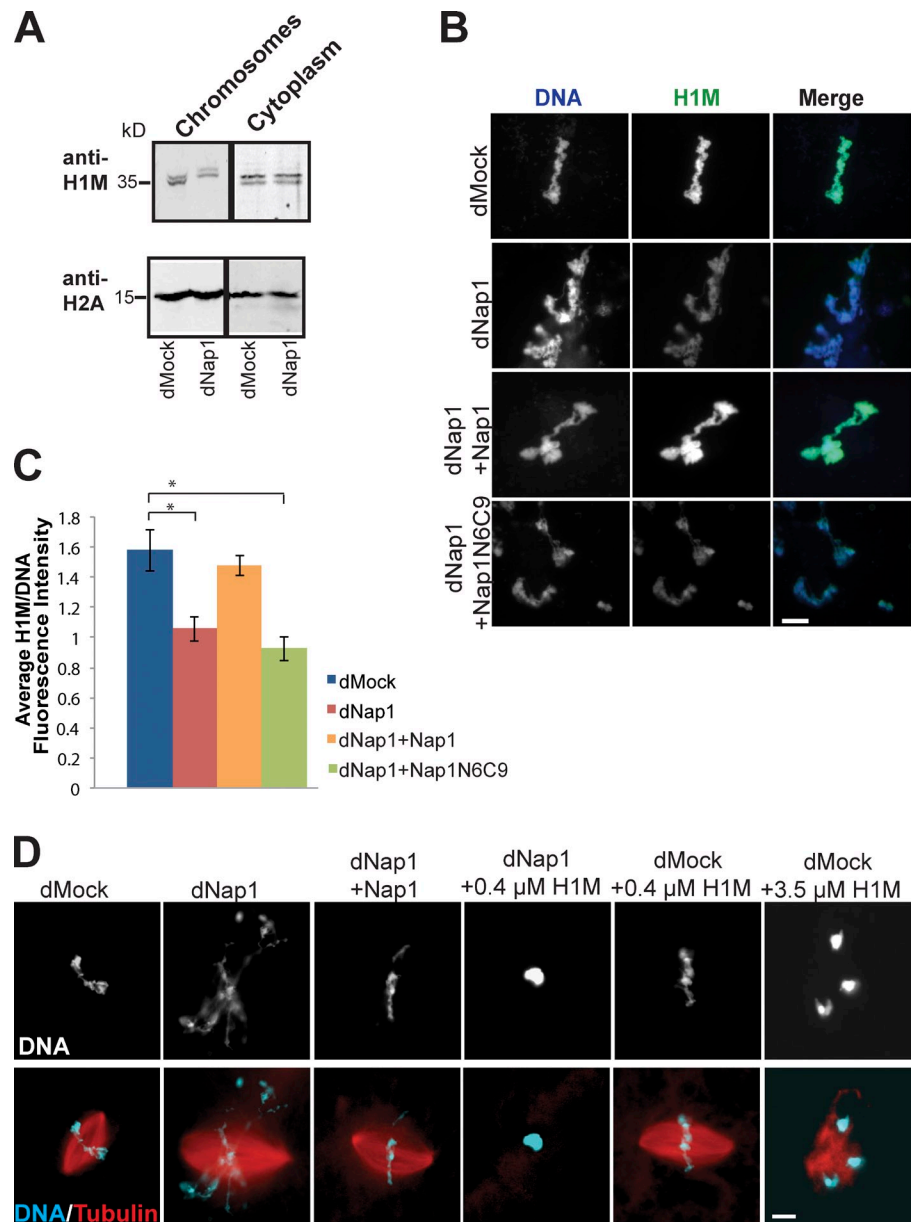 A
Chromosomes
Cytoplasm
kD
anti-
H1M
35
anti-
H2A
15
dMock
dNap1
dMock
dNap1
B
DNA
H1M
Merge
dMock
dNap1
dNap1
+Nap1
dNap1
+Nap1N6C9
C
Average H1M/DNA
Fluorescence Intensity
1.8
1.6
1.4
1.2
1
0.8
0.6
0.4
0.2
0
*
*
dMock
dNap1
dNap1+Nap1
dNap1+Nap1N6C9
D
dMock
dNap1
dNap1
+Nap1
dNap1
+0.4 µM H1M
dMock
+0.4 µM H1M
dMock
+3.5 µM H1M
DNA
DNA/Tubulin